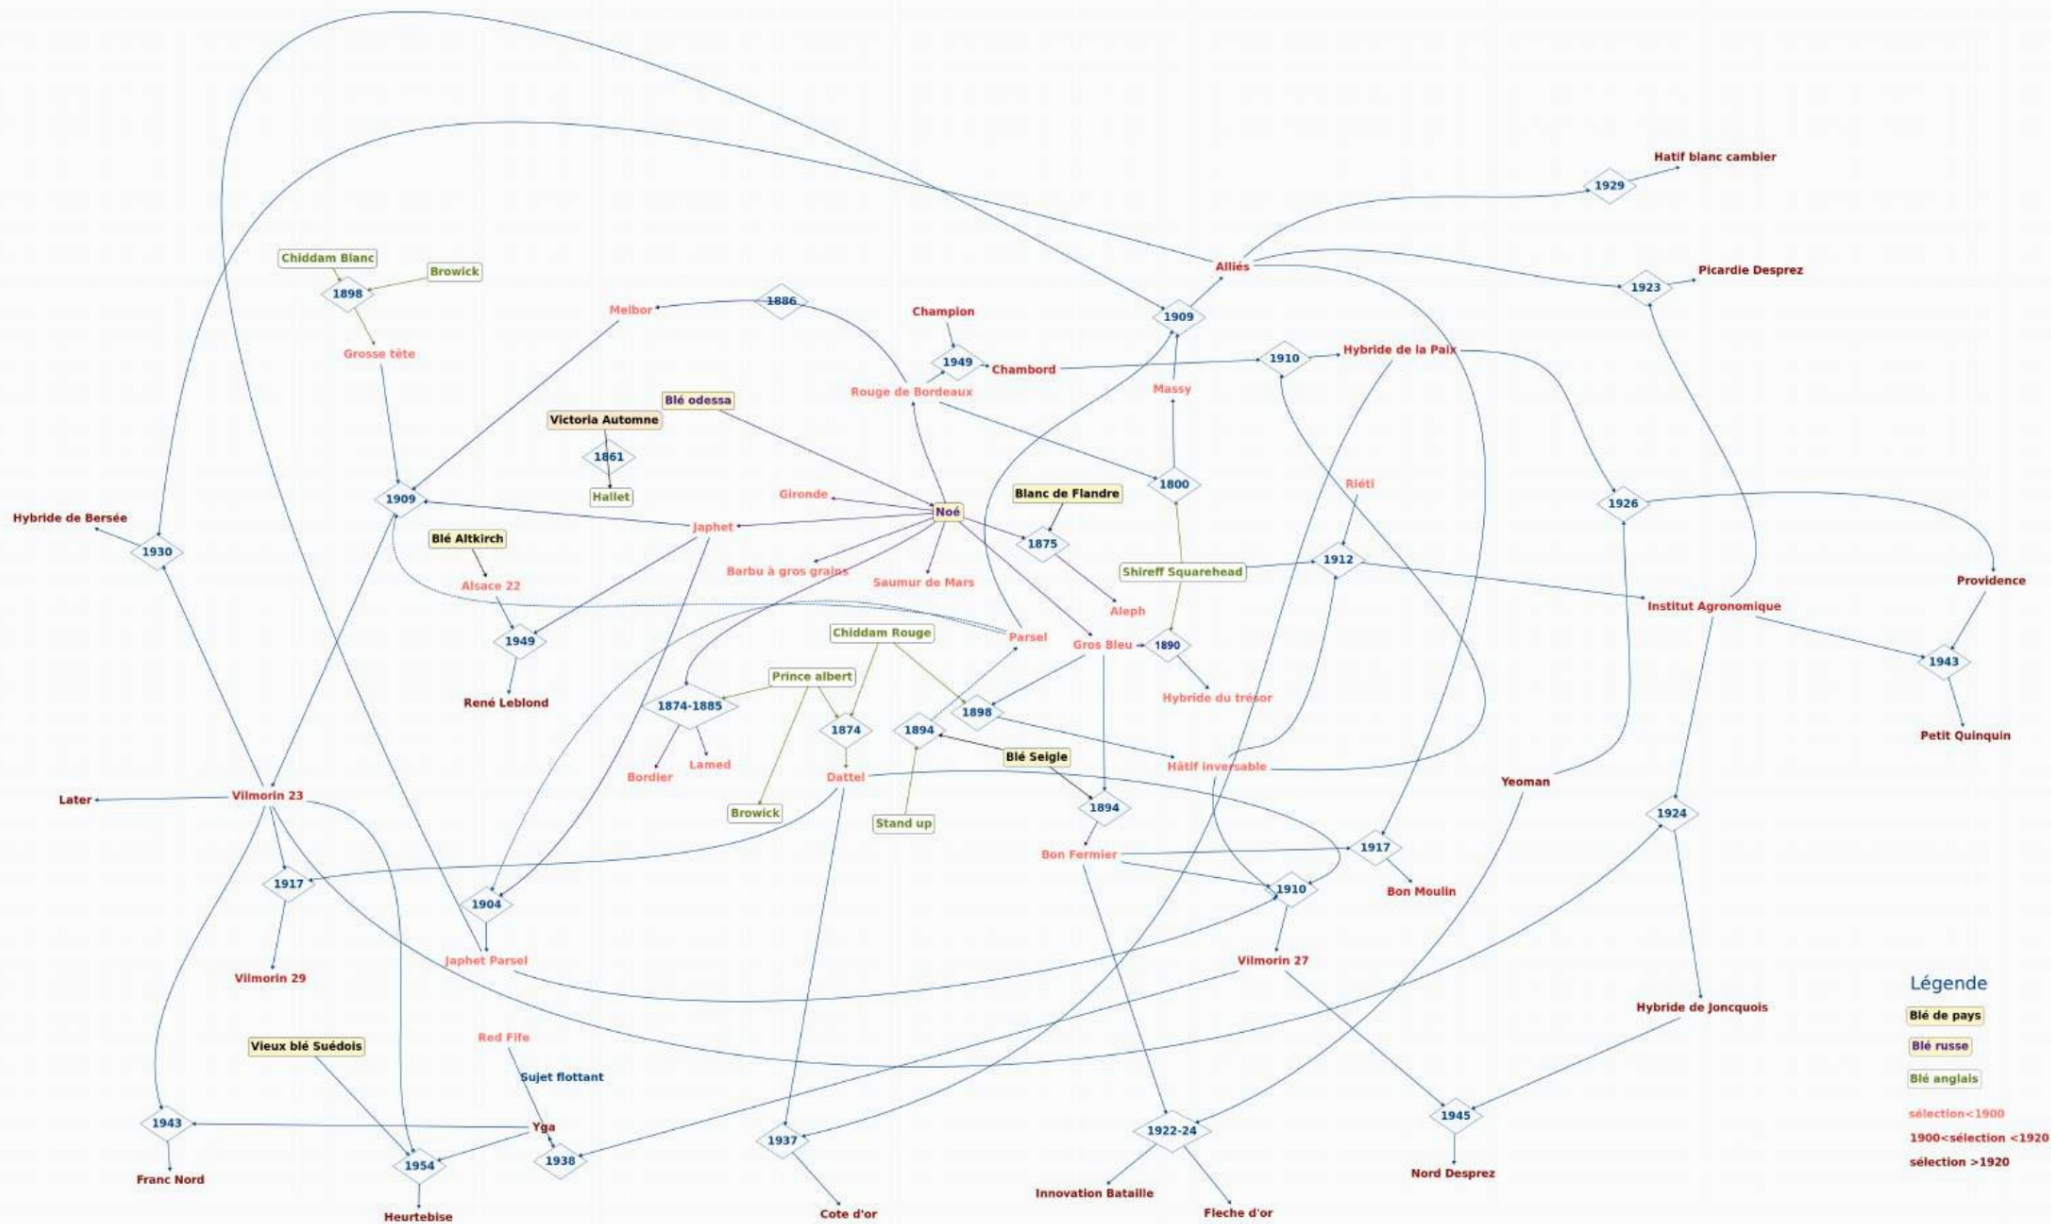 Hatif blanc cambier
1929
Chiddam Blanc
Browick
Alliés
Picardie Desprez
1898
1923
Melbor
1886
Champion
1909
Grosse tête
1949
Chambord
1910
Hybride de la Paix
Rouge de Bordeaux
Massy
Blé odessa
Victoria Automne
1861
Hallet
1909
Gironde
Noé
Blanc de Flandre
1800
Riéti
1926
Hybride de Bersée
1930
Blé Altkirch
Japhet
1875
Barbu à gros grains
Saumur de Mars
Shireff Squarehead
1912
Providence
Alsace 22
Aleph
Institut Agronomique
1949
Chiddam Rouge
Parsel
Gros Bleu
1890
1943
René Leblond
Prince albert
Hybride du trésor
1874-1885
1874
1894
1898
Petit Quinquin
Bordier
Lamed
Dattel
Blé Seigle
Hâtif inversable
Yeoman
Later
Vilmorin 23
Browick
Stand up
1894
1924
Bon Fermier
1917
1917
1904
1910
Bon Moulin
Vilmorin 29
Japhet Parsel
Vilmorin 27
Hybride de Joncquois
Légende
Blé de pays
Blé russe
Blé anglais
sélection<1900
1900<sélection <1920
sélection >1920
Vieux blé Suédois
Red Fife
Sujet flottant
1943
Yga
1954
1938
1937
1922-24
1945
Franc Nord
Heurtebise
Cote d'or
Innovation Bataille
Fleche d'or
Nord Desprez